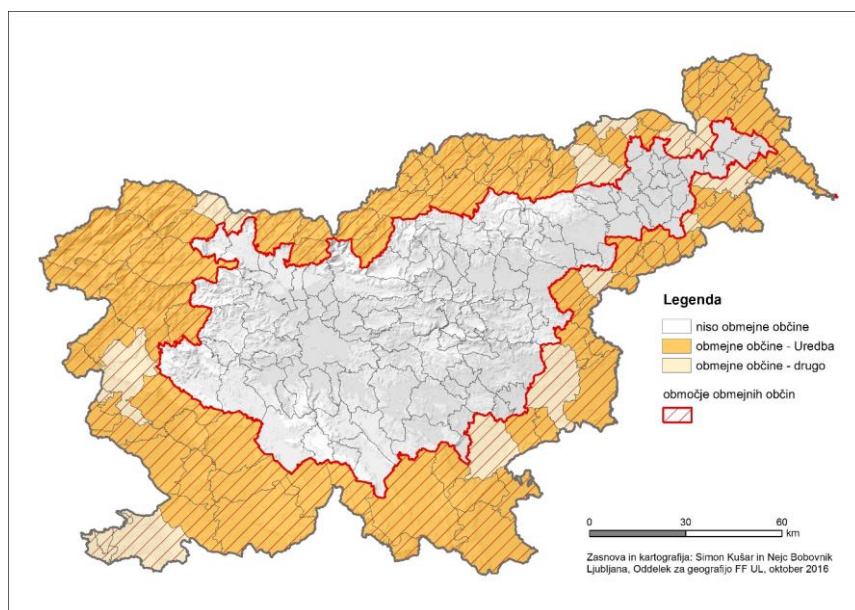 Legenda
niso obmejne občine
obmejne občine - Uredba
obmejne občine - drugo
območje obmejnih občin
0 30 60
km
Zasnova in kartografija: Simon Kušar in Nejc Bobovnik
Ljubljana, Oddelek za geografijo FF UL, oktober 2016